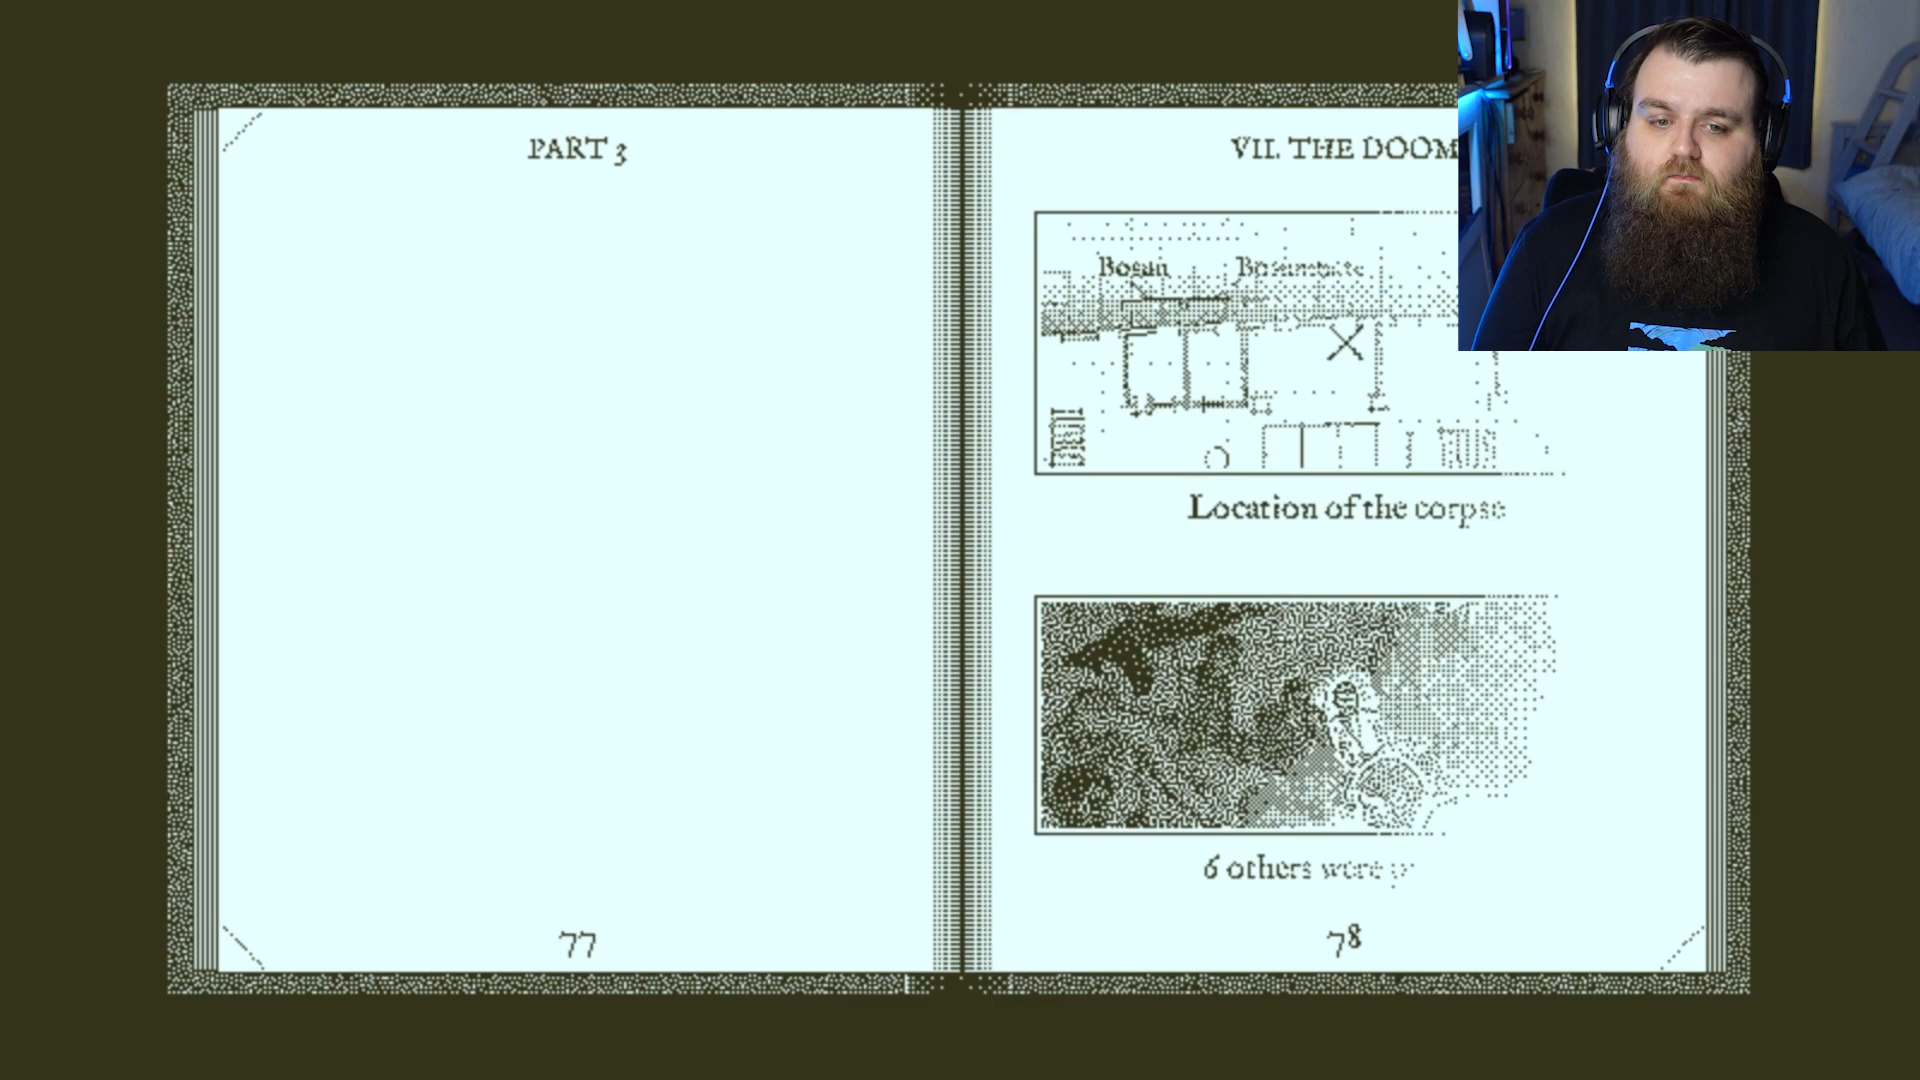 PART 3
VII. THE DOOM
Bosun
Location of the corpse
6 others were
77
78